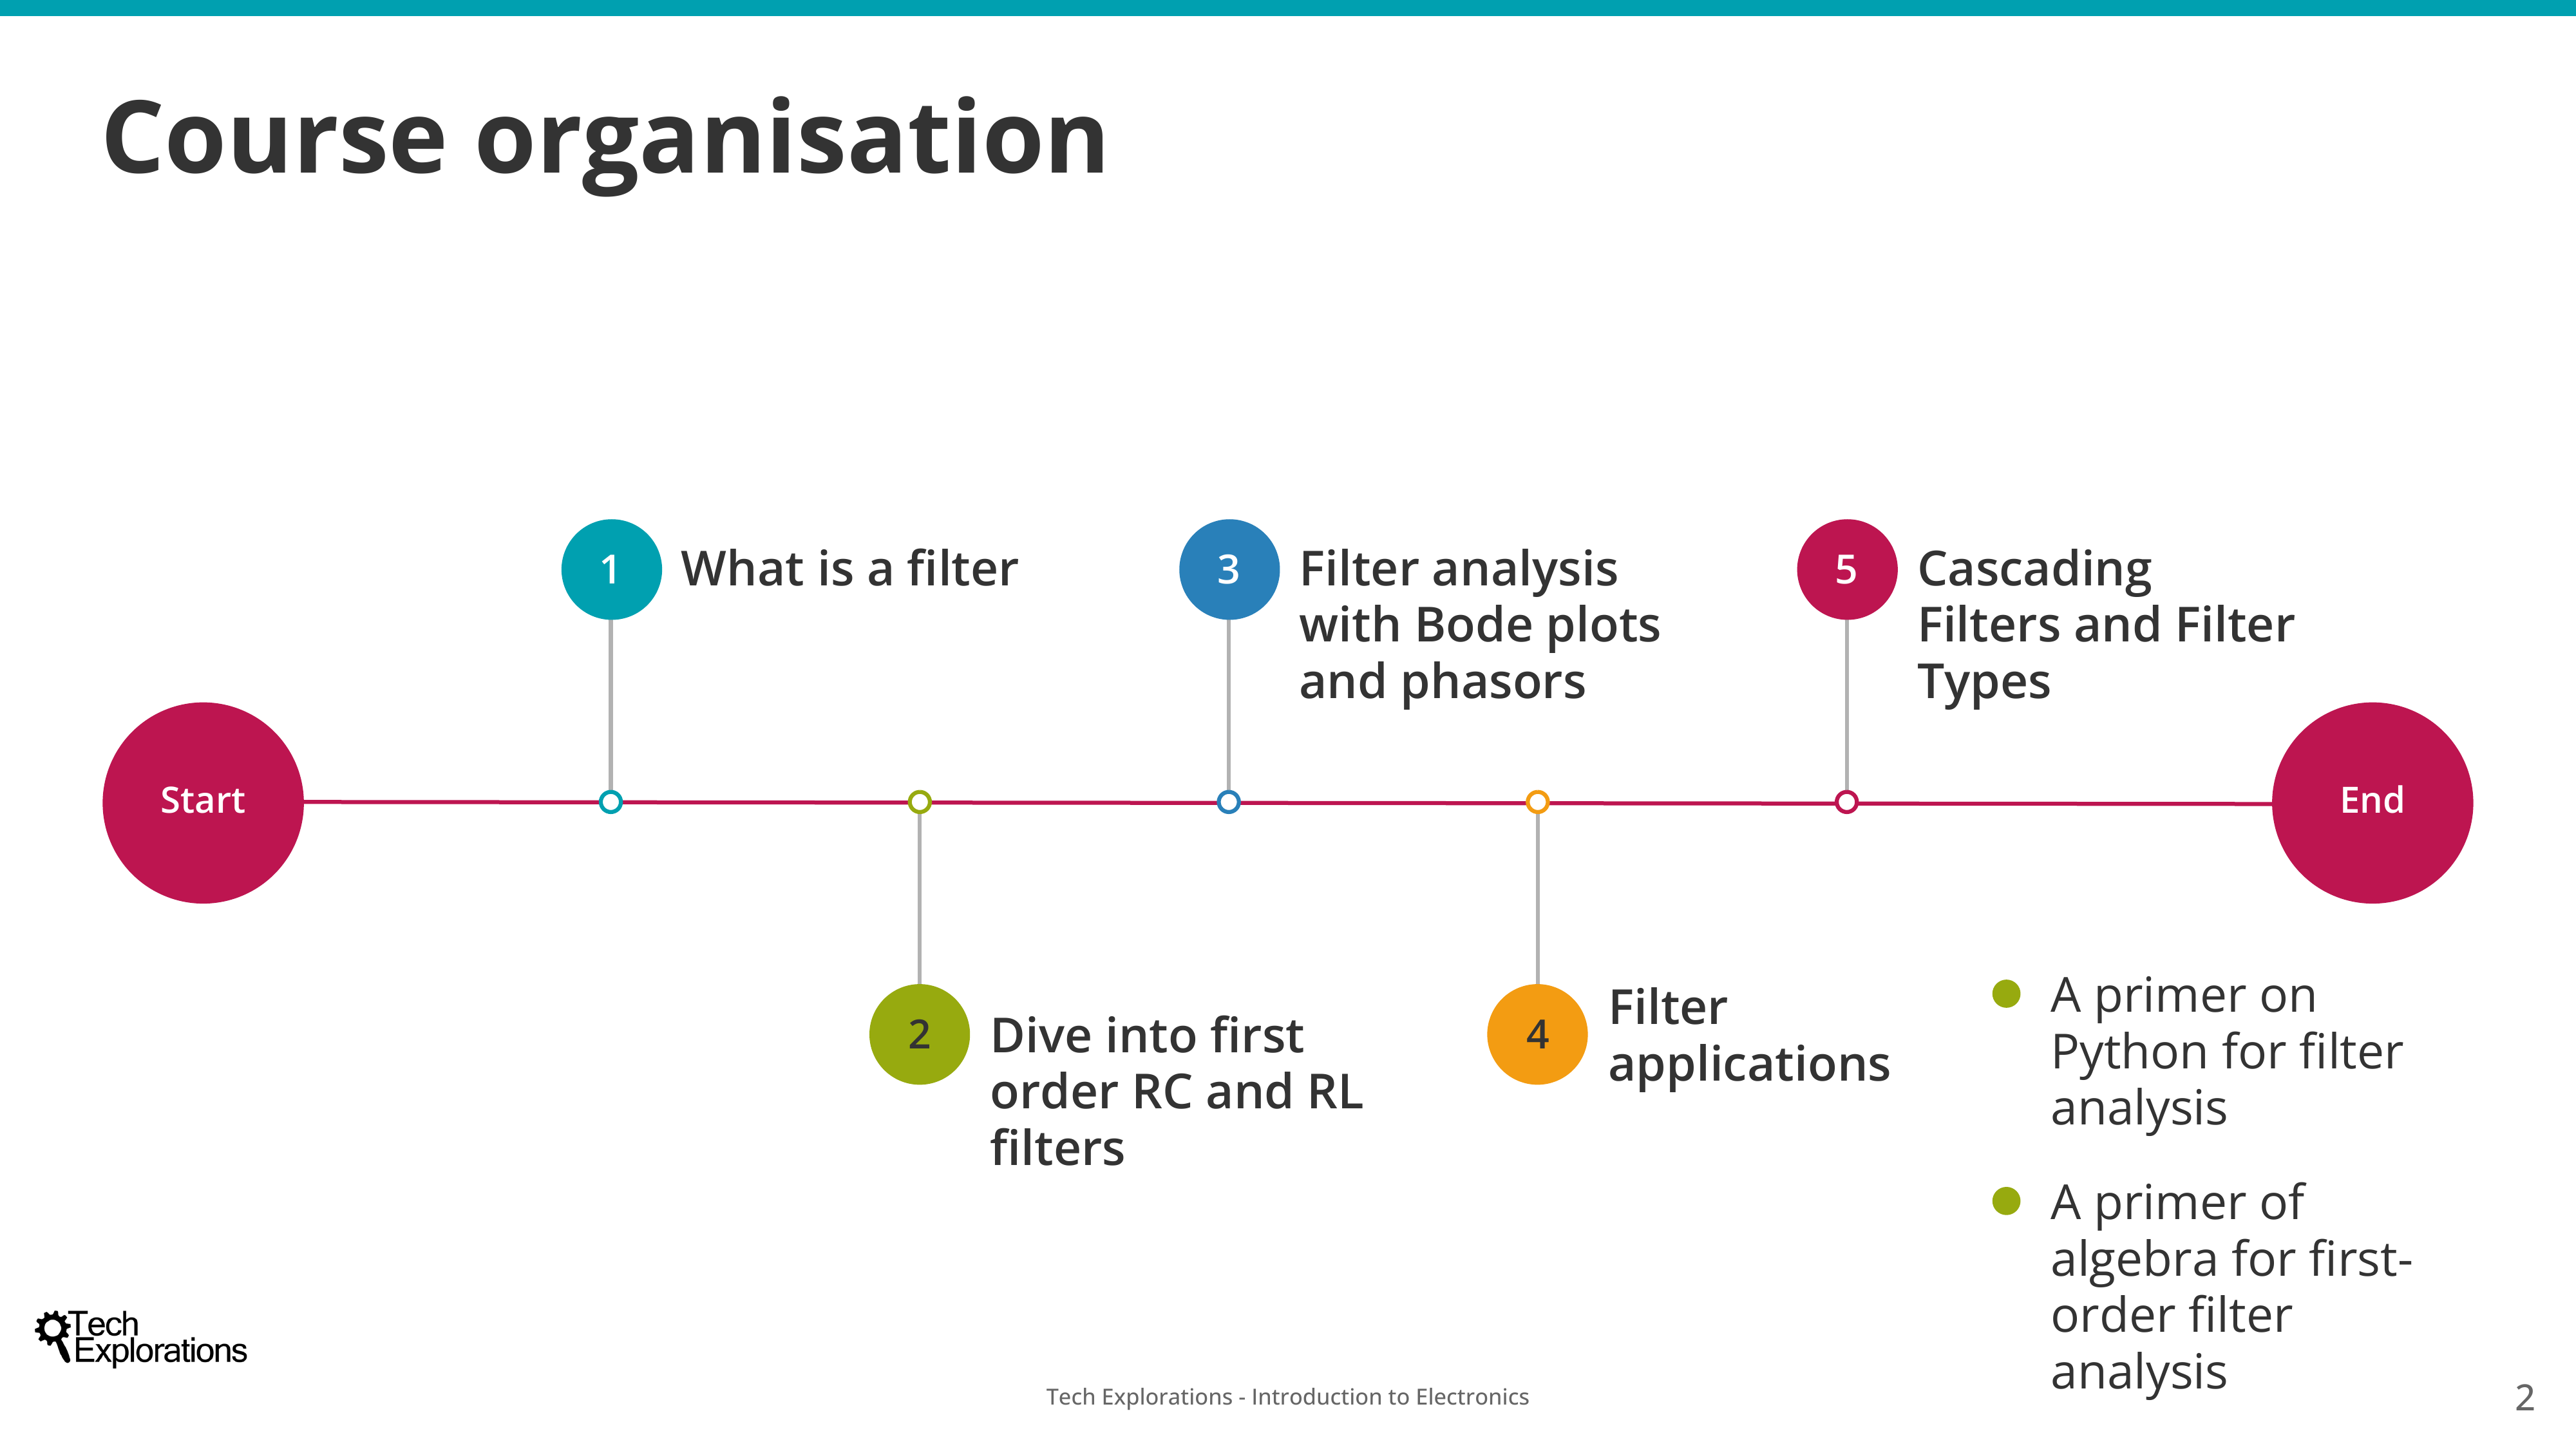 Course organisation
1
What is a filter
3
Filter analysis
with Bode plots
and phasors
5
Cascading
Filters and Filter
Types
Start
End
2
Dive into first
order RC and RL
filters
4
Filter
applications
A primer on
Python for filter
analysis
A primer of
algebra for first-
order filter
analysis
Tech
Explorations
Tech Explorations - Introduction to Electronics
2